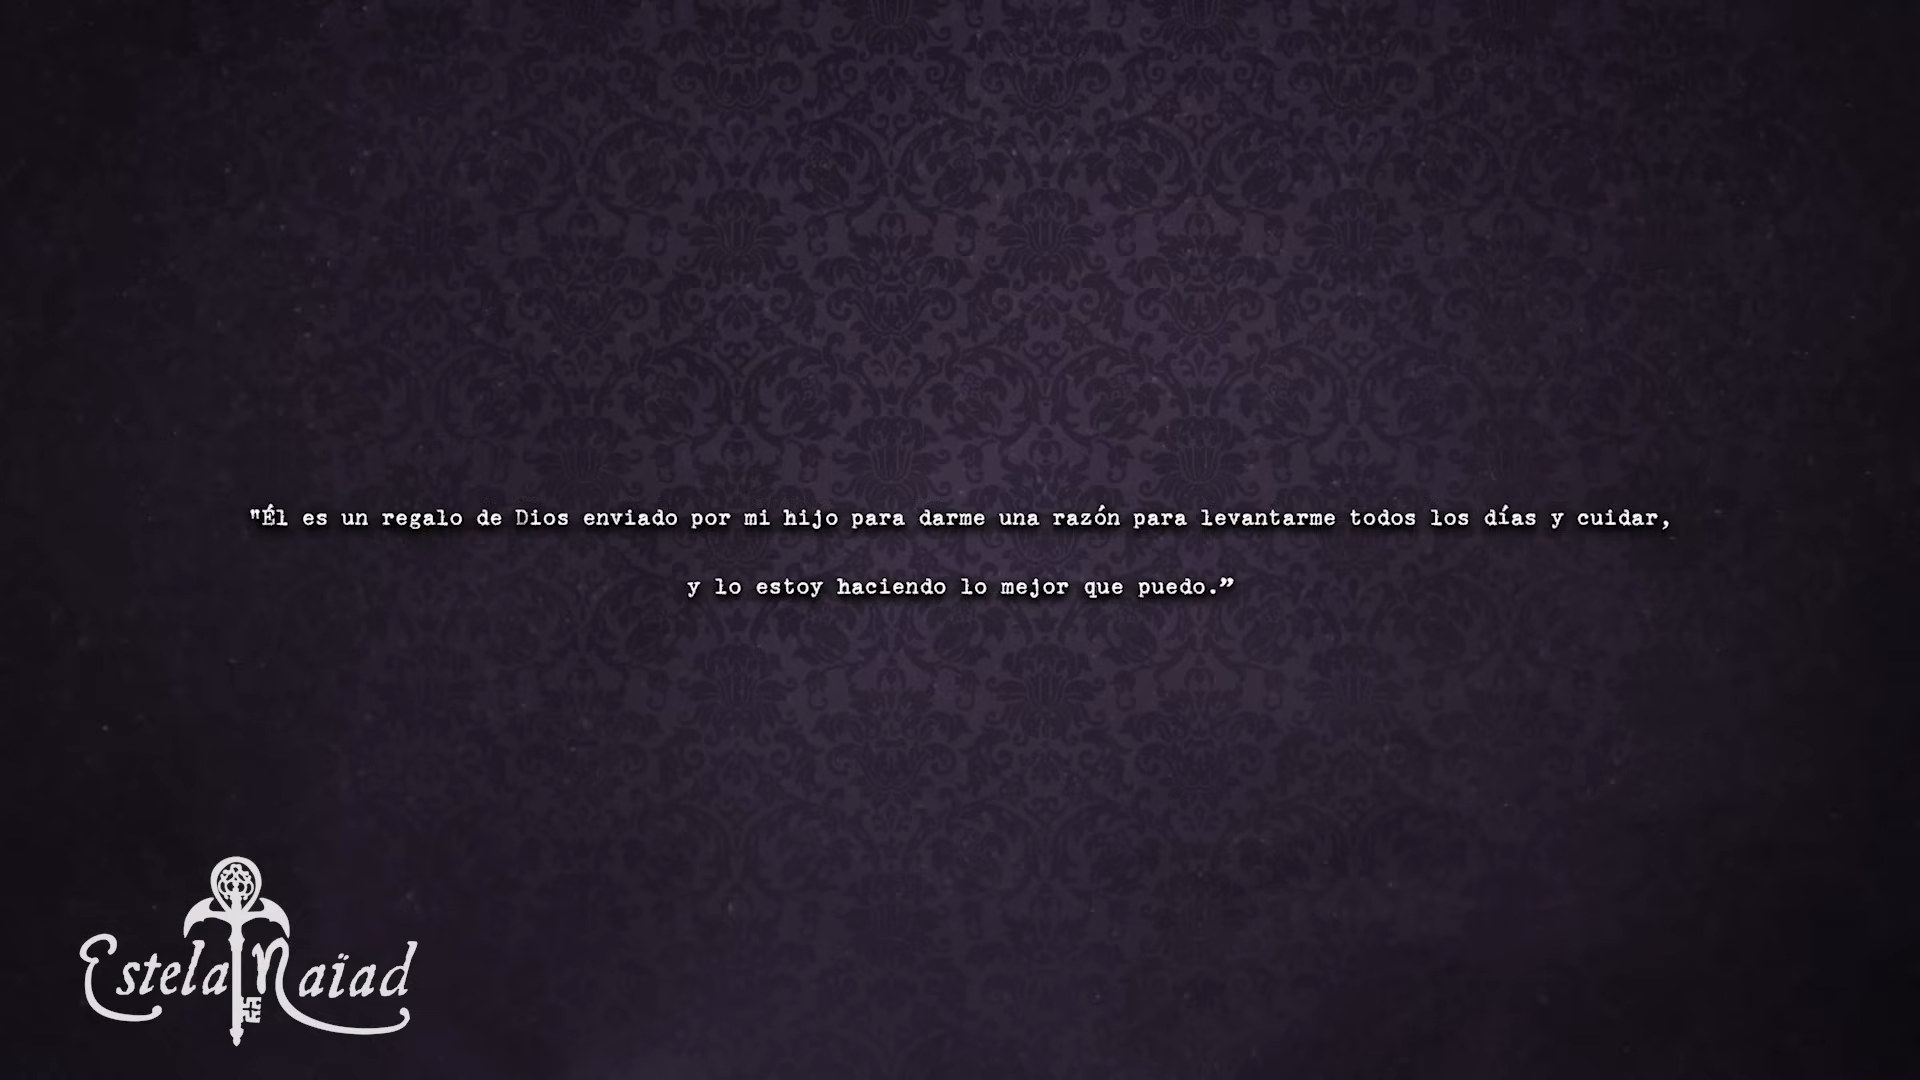 "Él es un regalo de Dios enviado por mi hijo para darme una razón para levantarme todos los días y cuidar,
y lo estoy haciendo lo mejor que puedo.”
Estela Naïad